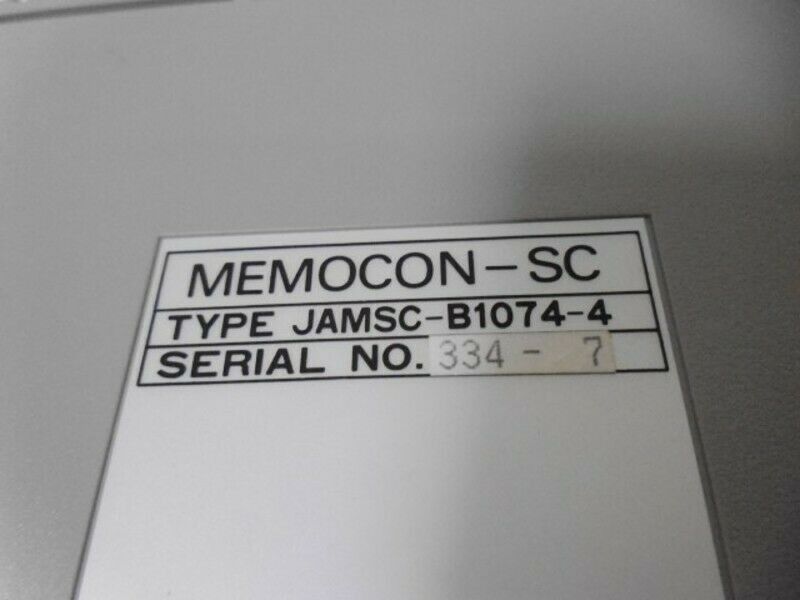 MEMOCON-SC
TYPE JAMSC-B1074-4
SERIAL NO. 334 - 7